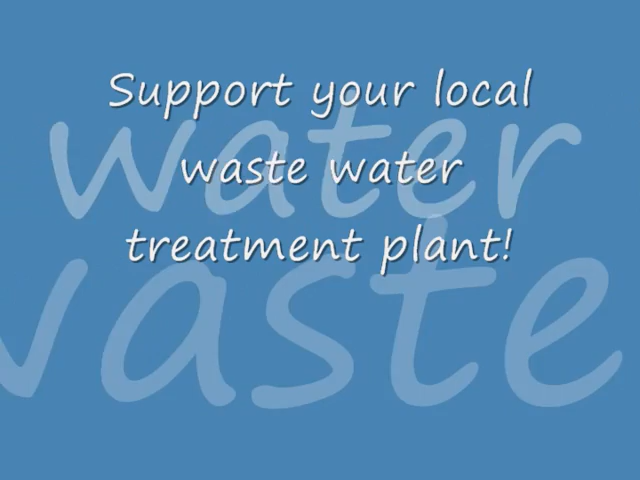 Support your local
waste water
treatment plant!
water
waste